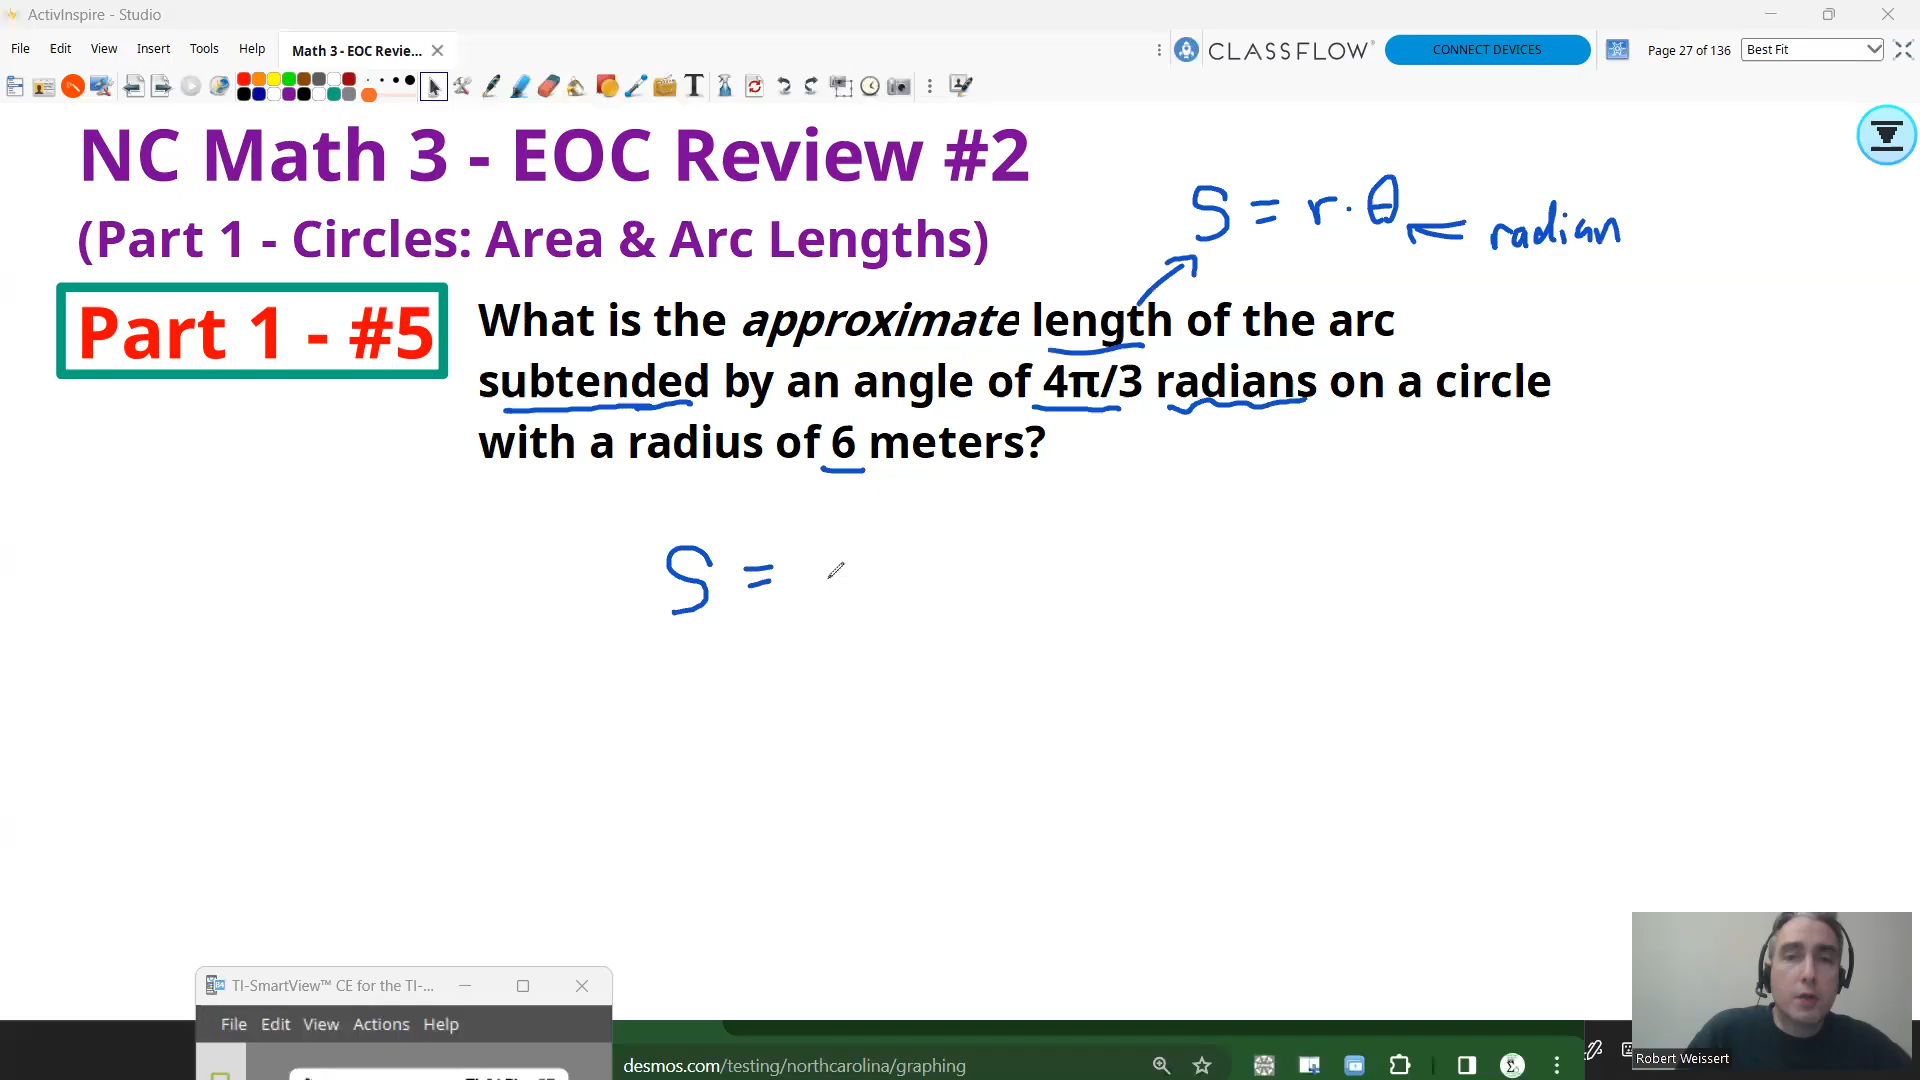 ActivInspire - Studio
File Edit View Insert Tools Help Math 3 - EOC Revie... CLASSFLOW CONNECT DEVICES Page 27 of 136 Best Fit
NC Math 3 - EOC Review #2
(Part 1 - Circles: Area & Arc Lengths)
S = r · θ ← radian
Part 1 - #5
What is the approximate length of the arc
subtended by an angle of 4π/3 radians on a circle
with a radius of 6 meters?
S =
TI-SmartView™ CE for the TI-...
File Edit View Actions Help
desmos.com/testing/northcarolina/graphing
Robert Weissert